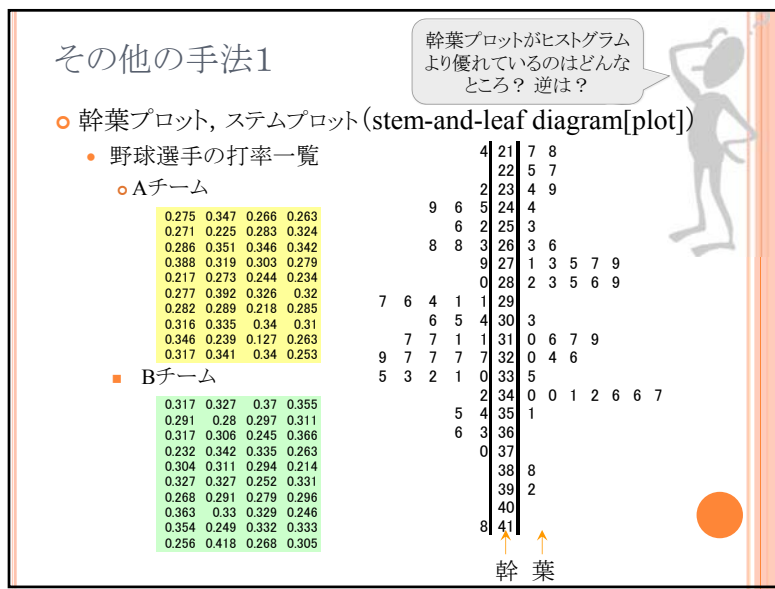 その他の手法1
幹葉プロットがヒストグラム
より優れているのはどんな
ところ？ 逆は？
幹葉プロット，ステムプロット(stem-and-leaf diagram[plot])
野球選手の打率一覧
Aチーム
0.275 0.347 0.266 0.263
0.271 0.225 0.283 0.324
0.286 0.351 0.346 0.342
0.388 0.319 0.303 0.279
0.217 0.273 0.244 0.234
0.277 0.392 0.326 0.32
0.282 0.289 0.218 0.285
0.316 0.335 0.34 0.31
0.346 0.239 0.127 0.263
0.317 0.341 0.34 0.253
Bチーム
0.317 0.327 0.37 0.355
0.291 0.28 0.297 0.311
0.317 0.306 0.245 0.366
0.232 0.342 0.335 0.263
0.304 0.311 0.294 0.214
0.327 0.327 0.252 0.331
0.268 0.291 0.279 0.296
0.363 0.33 0.329 0.246
0.354 0.249 0.332 0.333
0.256 0.418 0.268 0.305
4 21 7 8
22 5 7
2 23 4 9
9 6 5 24 4
6 2 25 3
8 8 3 26 3 6
9 27 1 3 5 7 9
0 28 2 3 5 6 9
7 6 4 1 1 29
6 5 4 30 3
7 7 1 1 31 0 6 7 9
9 7 7 7 7 32 0 4 6
5 3 2 1 0 33 5
2 34 0 0 1 2 6 6 7
5 4 35 1
6 3 36
0 37
38 8
39 2
40
8 41
幹 葉